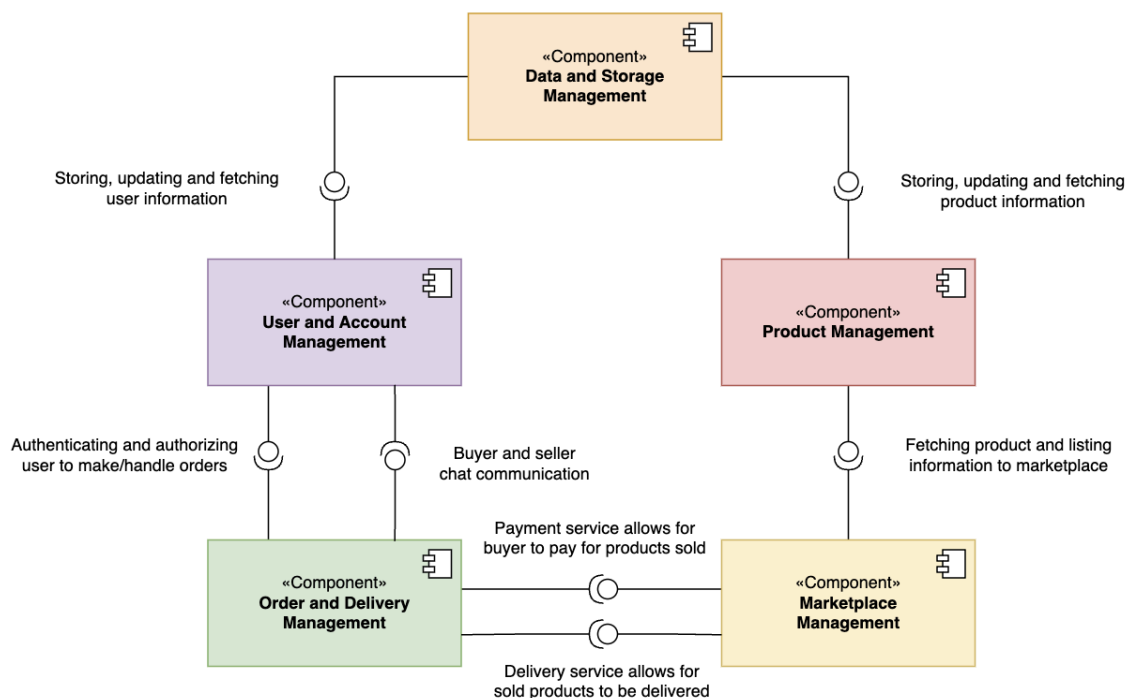 «Component»
Data and Storage
Management
Storing, updating and fetching
user information
Storing, updating and fetching
product information
«Component»
User and Account
Management
«Component»
Product Management
Authenticating and authorizing
user to make/handle orders
Buyer and seller
chat communication
Fetching product and listing
information to marketplace
Payment service allows for
buyer to pay for products sold
«Component»
Order and Delivery
Management
«Component»
Marketplace
Management
Delivery service allows for
sold products to be delivered